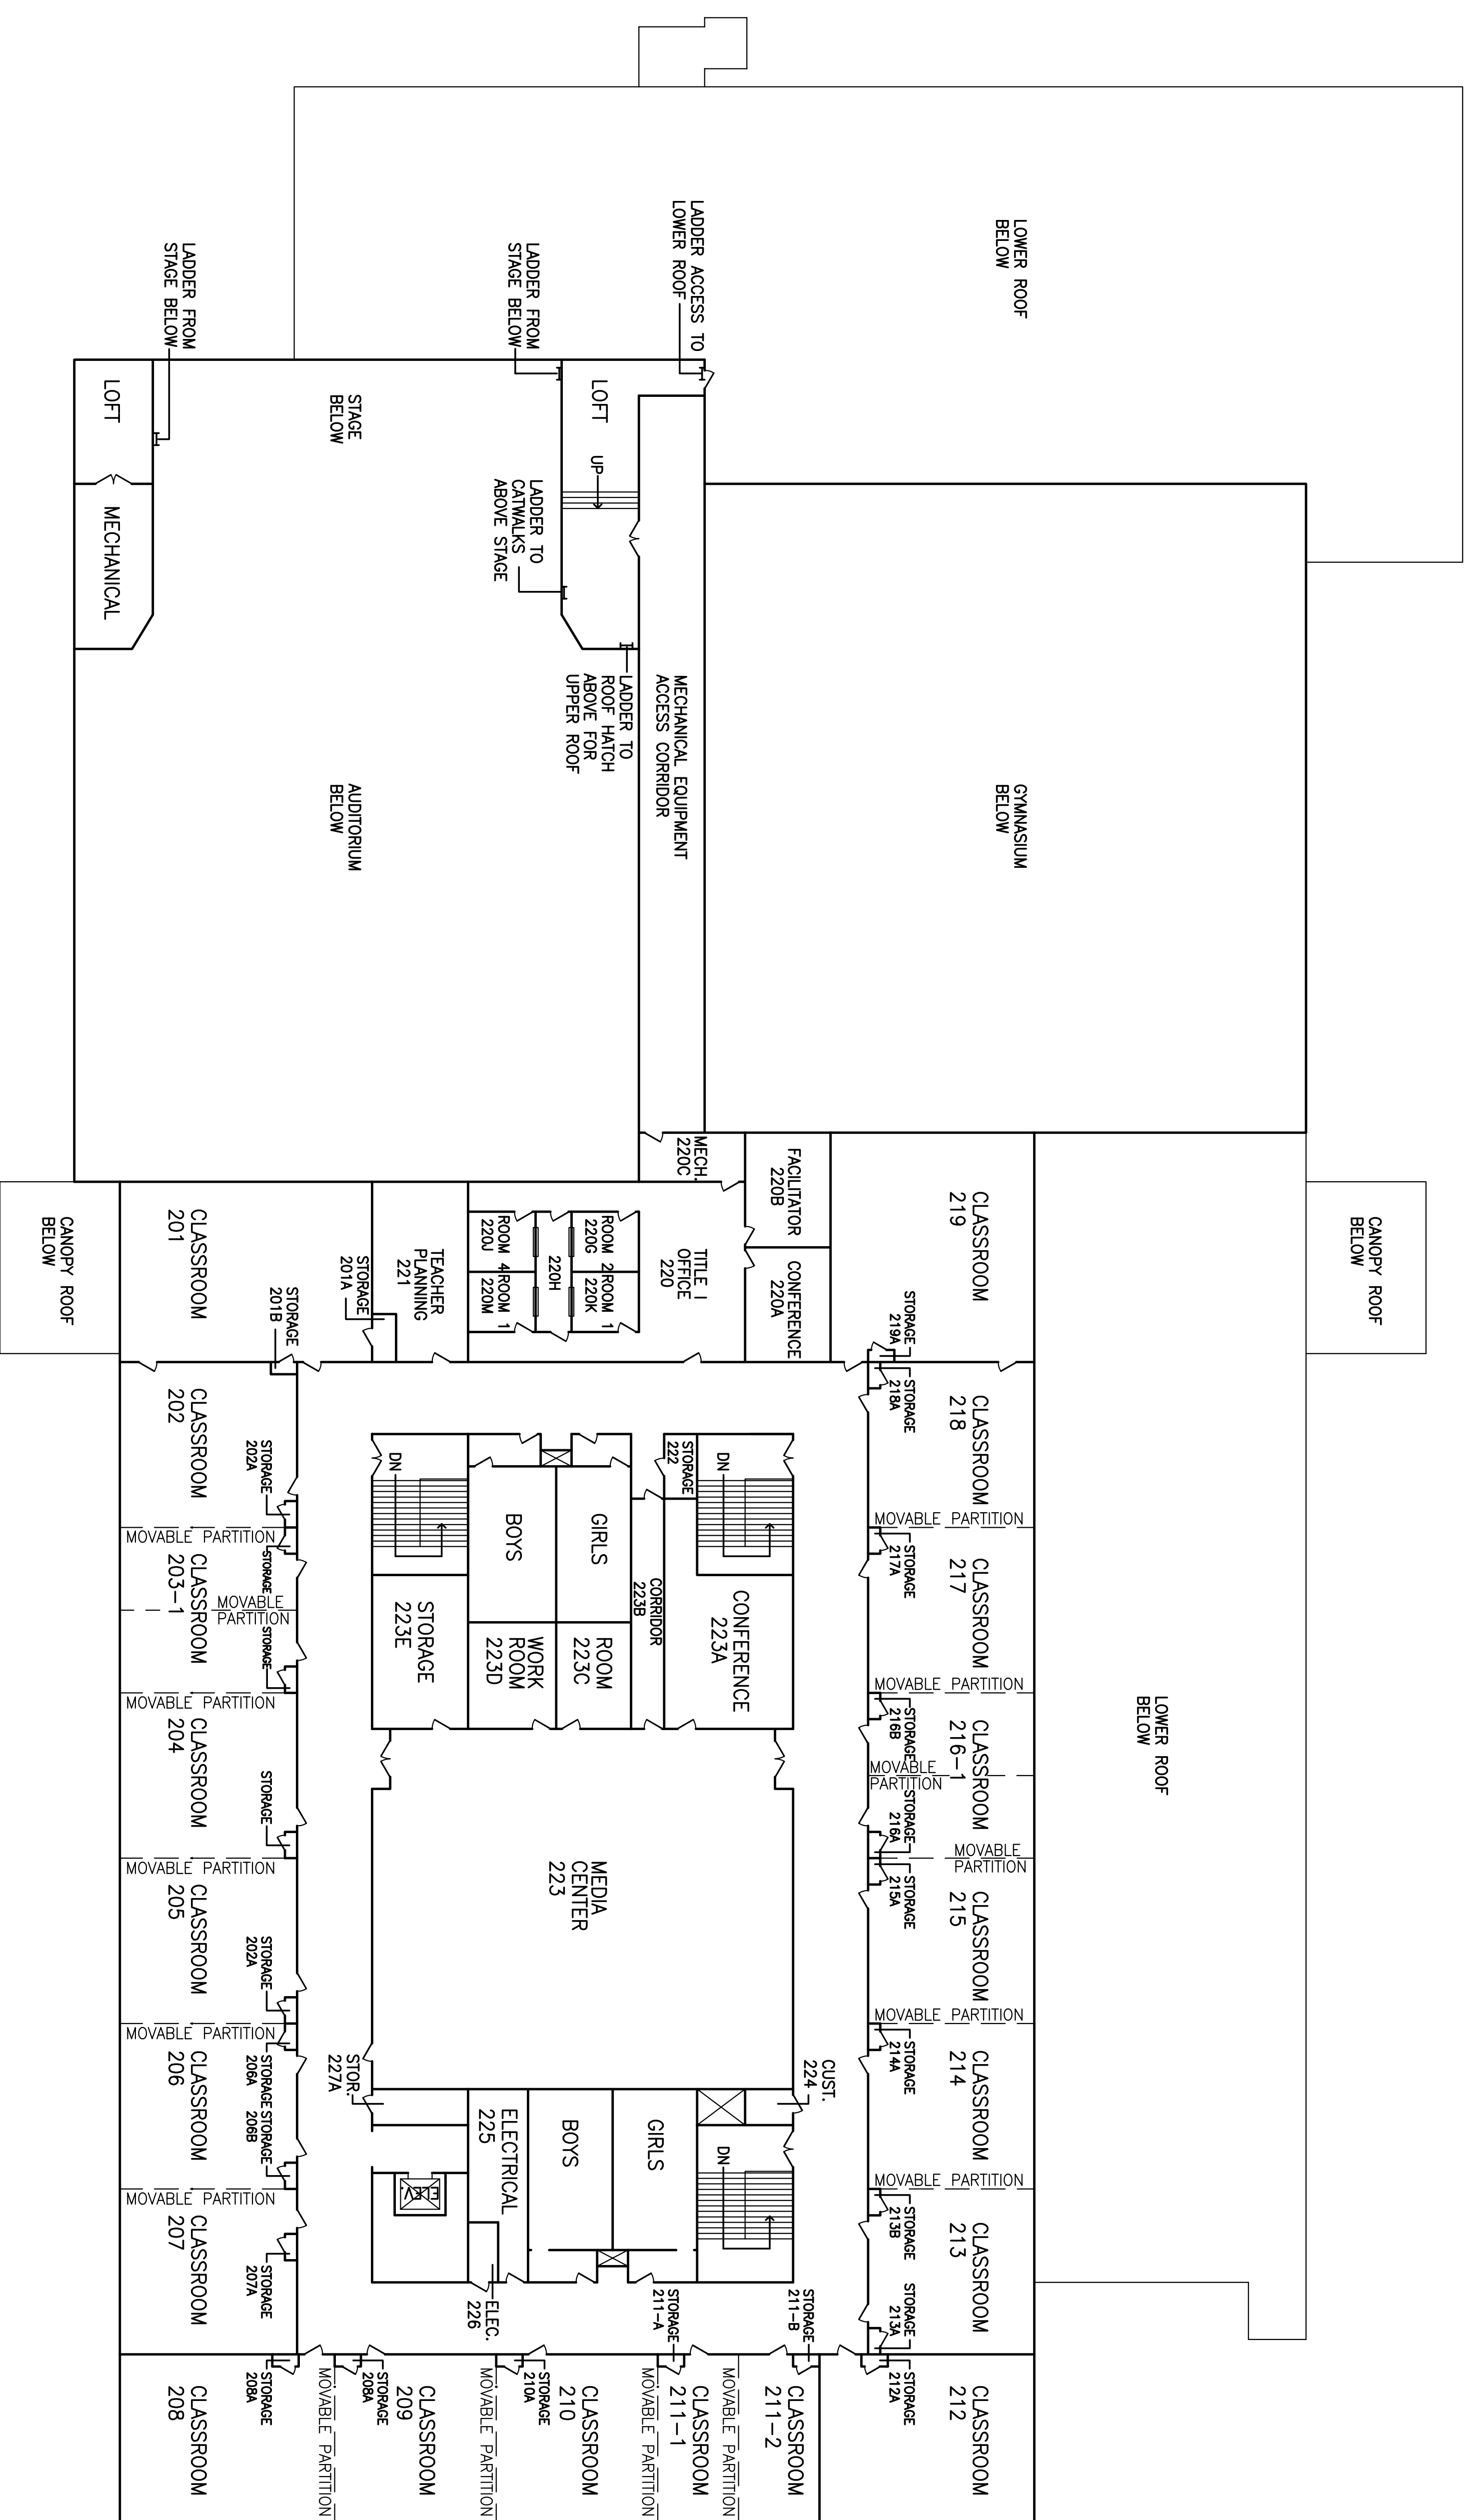 LOWER ROOF
BELOW
LADDER ACCESS TO
LOWER ROOF
LADDER FROM
STAGE BELOW
LADDER FROM
STAGE BELOW
LOFT
UP
LOFT
STAGE
BELOW
MECHANICAL
LADDER TO
CATWALKS
ABOVE STAGE
LADDER TO
ROOF HATCH
ABOVE FOR
UPPER ROOF
MECHANICAL EQUIPMENT
ACCESS CORRIDOR
GYMNASIUM
BELOW
AUDITORIUM
BELOW
CANOPY ROOF
BELOW
CANOPY ROOF
BELOW
LOWER ROOF
BELOW
MECH.
220C
FACILITATOR
220B
CONFERENCE
220A
TITLE I
OFFICE
220
ROOM 2
220G
ROOM 1
220K
220H
ROOM 4
220J
ROOM 1
220M
TEACHER
PLANNING
221
STORAGE
201A
CLASSROOM
201
STORAGE
201B
CLASSROOM
219
STORAGE
219A
STORAGE
218A
CLASSROOM
218
MOVABLE PARTITION
STORAGE
217A
CLASSROOM
217
MOVABLE PARTITION
STORAGE
216B
CLASSROOM
216-1
MOVABLE
PARTITION
STORAGE
216A
MOVABLE
PARTITION
STORAGE
215A
CLASSROOM
215
MOVABLE PARTITION
STORAGE
214A
CLASSROOM
214
MOVABLE PARTITION
STORAGE
213B
CLASSROOM
213
STORAGE
213A
STORAGE
212A
CLASSROOM
212
STORAGE
222
DN
CONFERENCE
223A
CORRIDOR
223B
GIRLS
BOYS
ROOM
223C
WORK
ROOM
223D
DN
STORAGE
223E
MEDIA
CENTER
223
CUST.
224
STOR.
227A
DN
GIRLS
BOYS
ELECTRICAL
225
ELEV.
ELEC.
226
CLASSROOM
202
STORAGE
202A
MOVABLE PARTITION
STORAGE
CLASSROOM
203-1
MOVABLE
PARTITION
STORAGE
MOVABLE PARTITION
CLASSROOM
204
STORAGE
MOVABLE PARTITION
CLASSROOM
205
STORAGE
202A
MOVABLE PARTITION
STORAGE
206A
CLASSROOM
206
STORAGE
206B
MOVABLE PARTITION
CLASSROOM
207
STORAGE
207A
STORAGE
208A
CLASSROOM
208
MOVABLE PARTITION
STORAGE
208A
CLASSROOM
209
MOVABLE PARTITION
STORAGE
210A
CLASSROOM
210
MOVABLE PARTITION
STORAGE
211-A
CLASSROOM
211-1
MOVABLE PARTITION
STORAGE
211-B
CLASSROOM
211-2